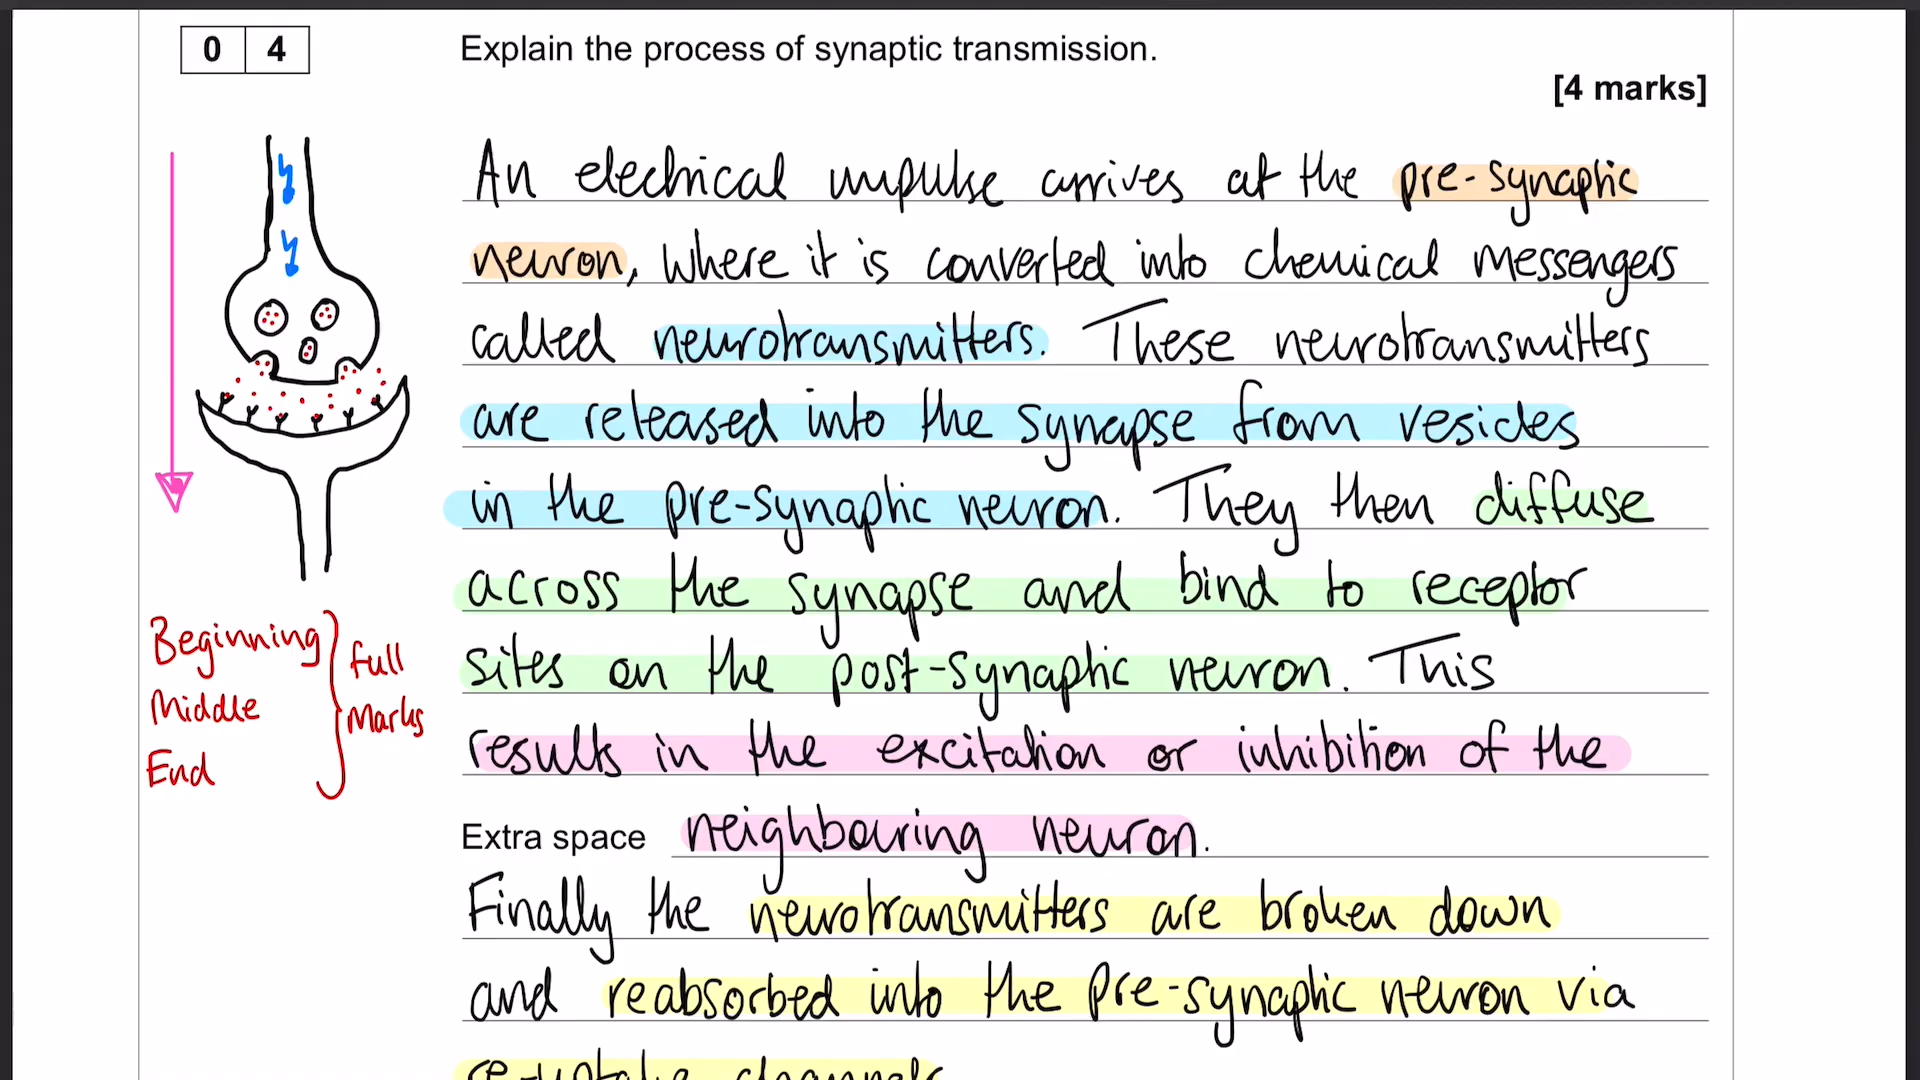 0 4 Explain the process of synaptic transmission.
[4 marks]
An electrical impulse arrives at the pre-synaptic
neuron, where it is converted into chemical messengers
called neurotransmitters. These neurotransmitters
are released into the synapse from vesicles
in the pre-synaptic neuron. They then diffuse
across the synapse and bind to receptor
sites on the post-synaptic neuron. This
results in the excitation or inhibition of the
Extra space neighbouring neuron.
Finally the neurotransmitters are broken down
and reabsorbed into the pre-synaptic neuron via
re-uptake channels
Beginning
Middle
End
full
Marks